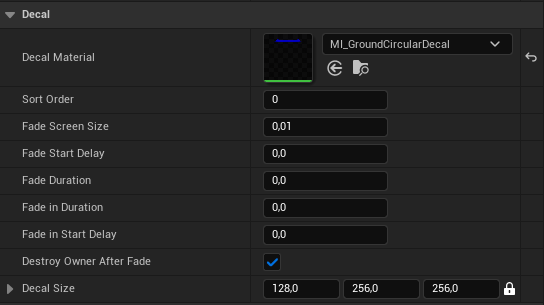 Decal
Decal Material
MI_GroundCircularDecal
Sort Order 0
Fade Screen Size 0,01
Fade Start Delay 0,0
Fade Duration 0,0
Fade in Duration 0,0
Fade in Start Delay 0,0
Destroy Owner After Fade
Decal Size 128,0 256,0 256,0